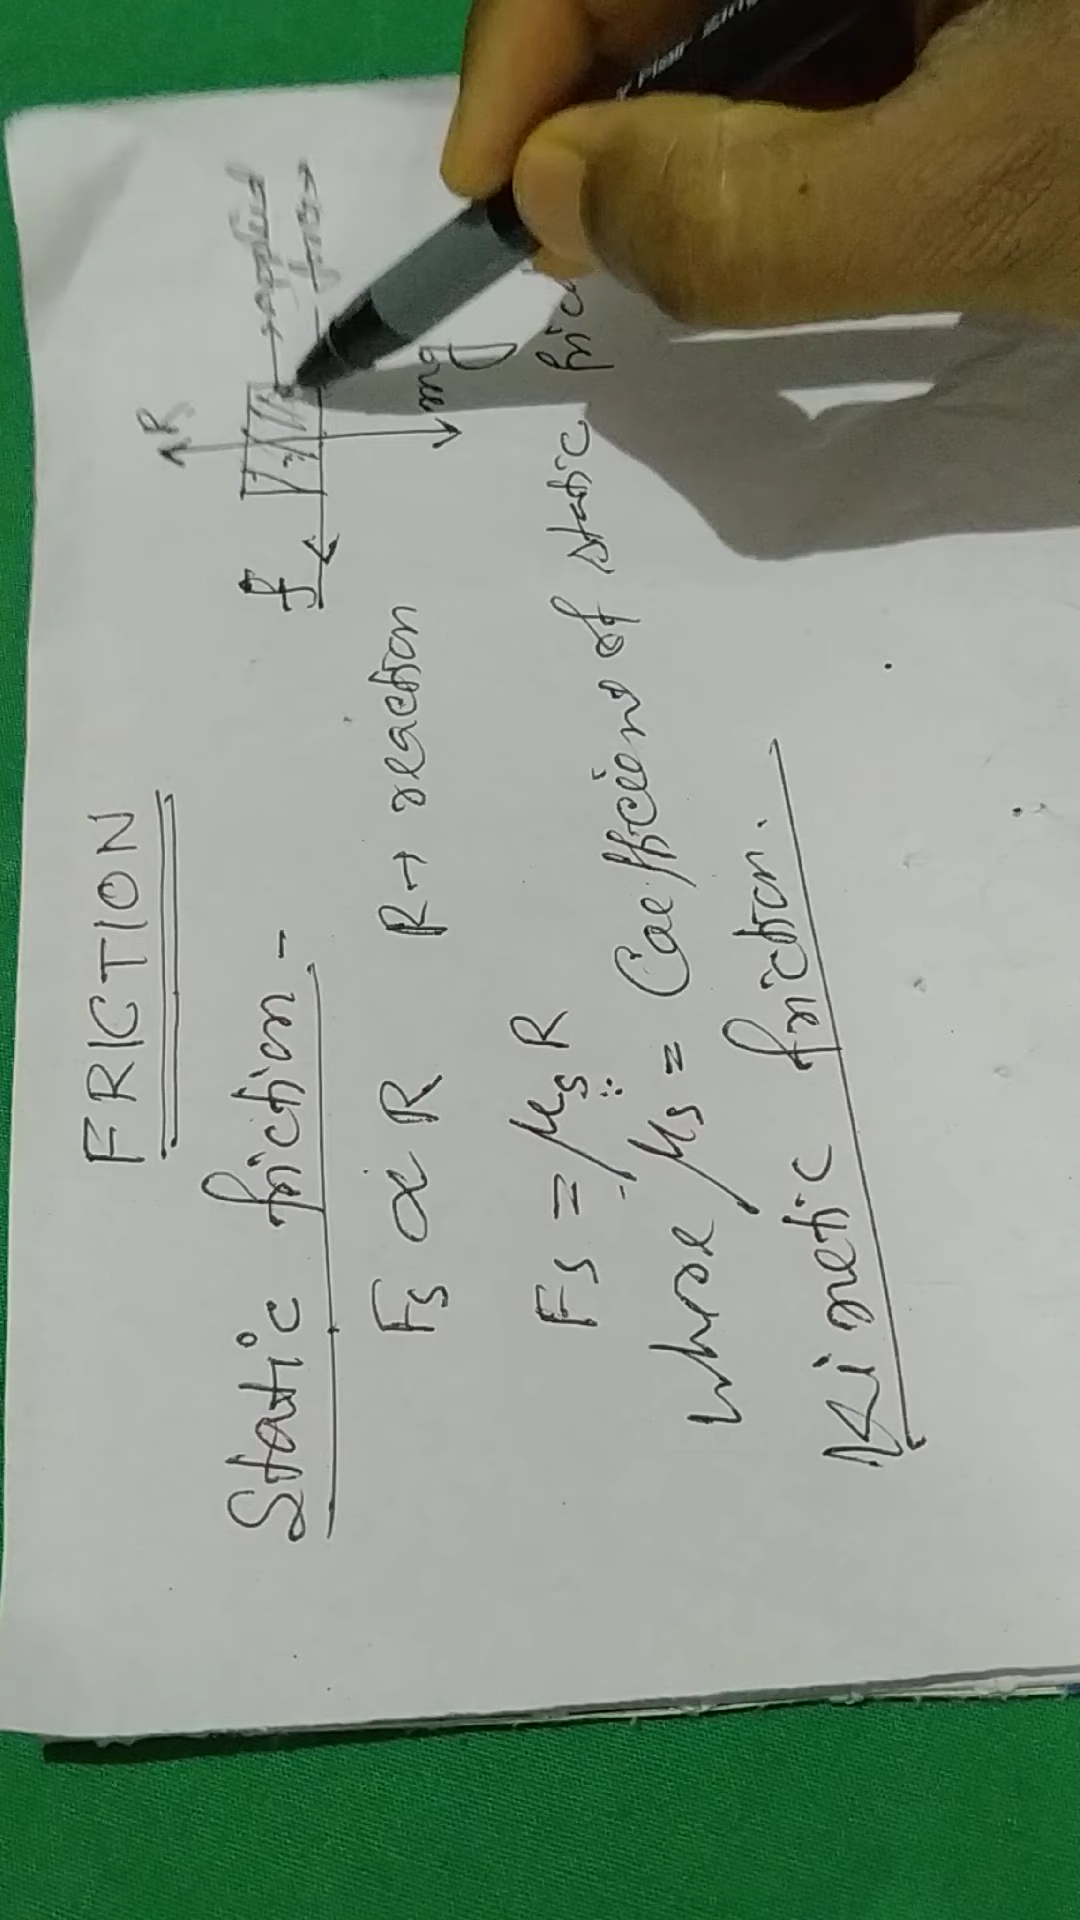 FRICTION
Static friction -
R
f
applied
force
mg
Fs ∝ R R → reaction
Fs = μs R
where μs = Coefficient of static fric
Kinetic friction.